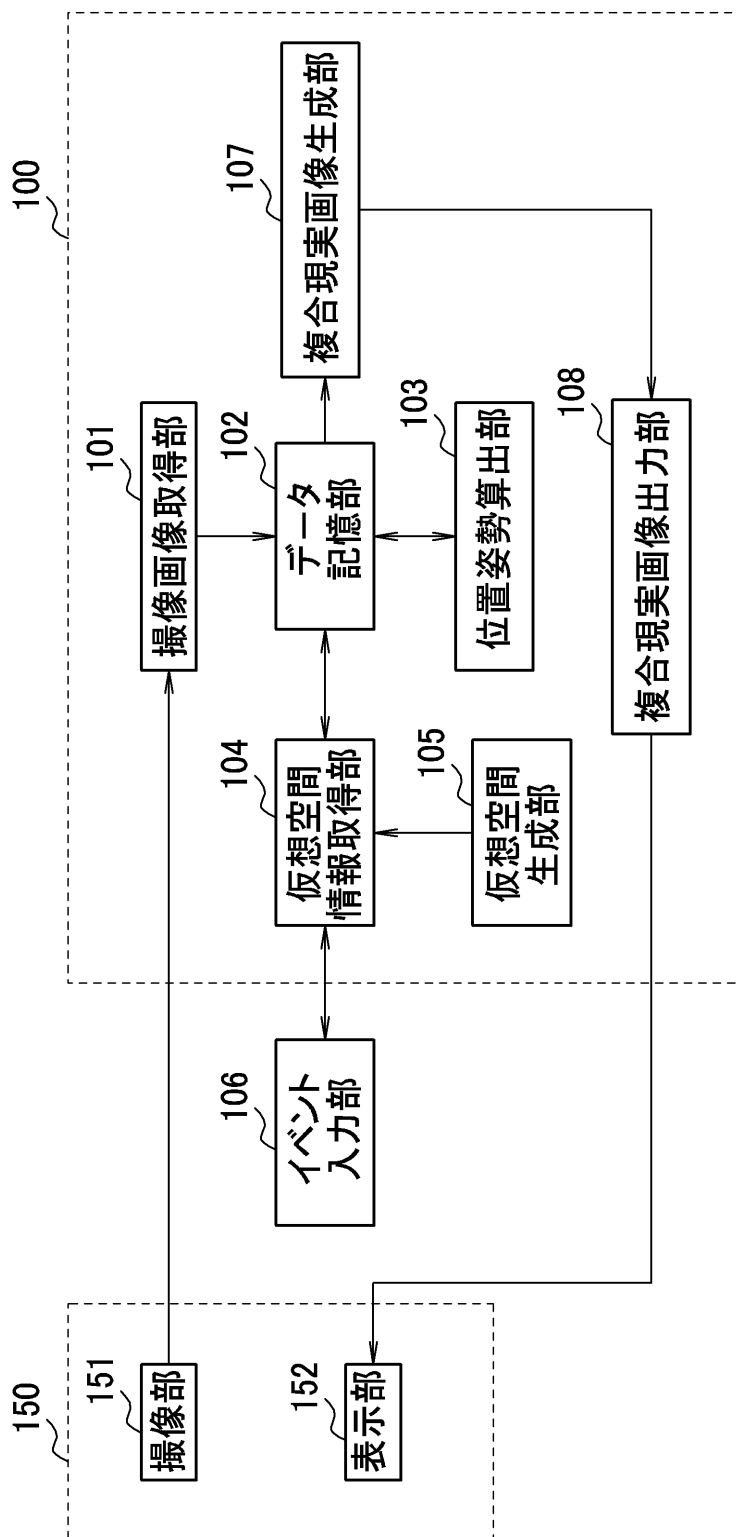 150
151
撮像部
152
表示部
106
イベント
入力部
100
101
撮像画像取得部
102
データ
記憶部
103
位置姿勢算出部
104
仮想空間
情報取得部
105
仮想空間
生成部
107
複合現実画像生成部
108
複合現実画像出力部